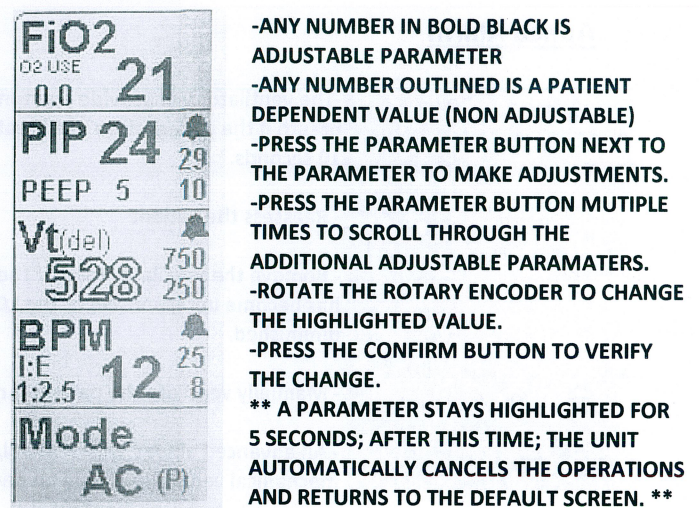 FiO2
O2 USE
0.0 21
PIP 24 29
PEEP 5 10
Vt(del) 750
528 250
BPM
I:E 25
1:2.5 12 8
Mode
AC (P)
-ANY NUMBER IN BOLD BLACK IS
ADJUSTABLE PARAMETER
-ANY NUMBER OUTLINED IS A PATIENT
DEPENDENT VALUE (NON ADJUSTABLE)
-PRESS THE PARAMETER BUTTON NEXT TO
THE PARAMETER TO MAKE ADJUSTMENTS.
-PRESS THE PARAMETER BUTTON MUTIPLE
TIMES TO SCROLL THROUGH THE
ADDITIONAL ADJUSTABLE PARAMATERS.
-ROTATE THE ROTARY ENCODER TO CHANGE
THE HIGHLIGHTED VALUE.
-PRESS THE CONFIRM BUTTON TO VERIFY
THE CHANGE.
** A PARAMETER STAYS HIGHLIGHTED FOR
5 SECONDS; AFTER THIS TIME; THE UNIT
AUTOMATICALLY CANCELS THE OPERATIONS
AND RETURNS TO THE DEFAULT SCREEN. **